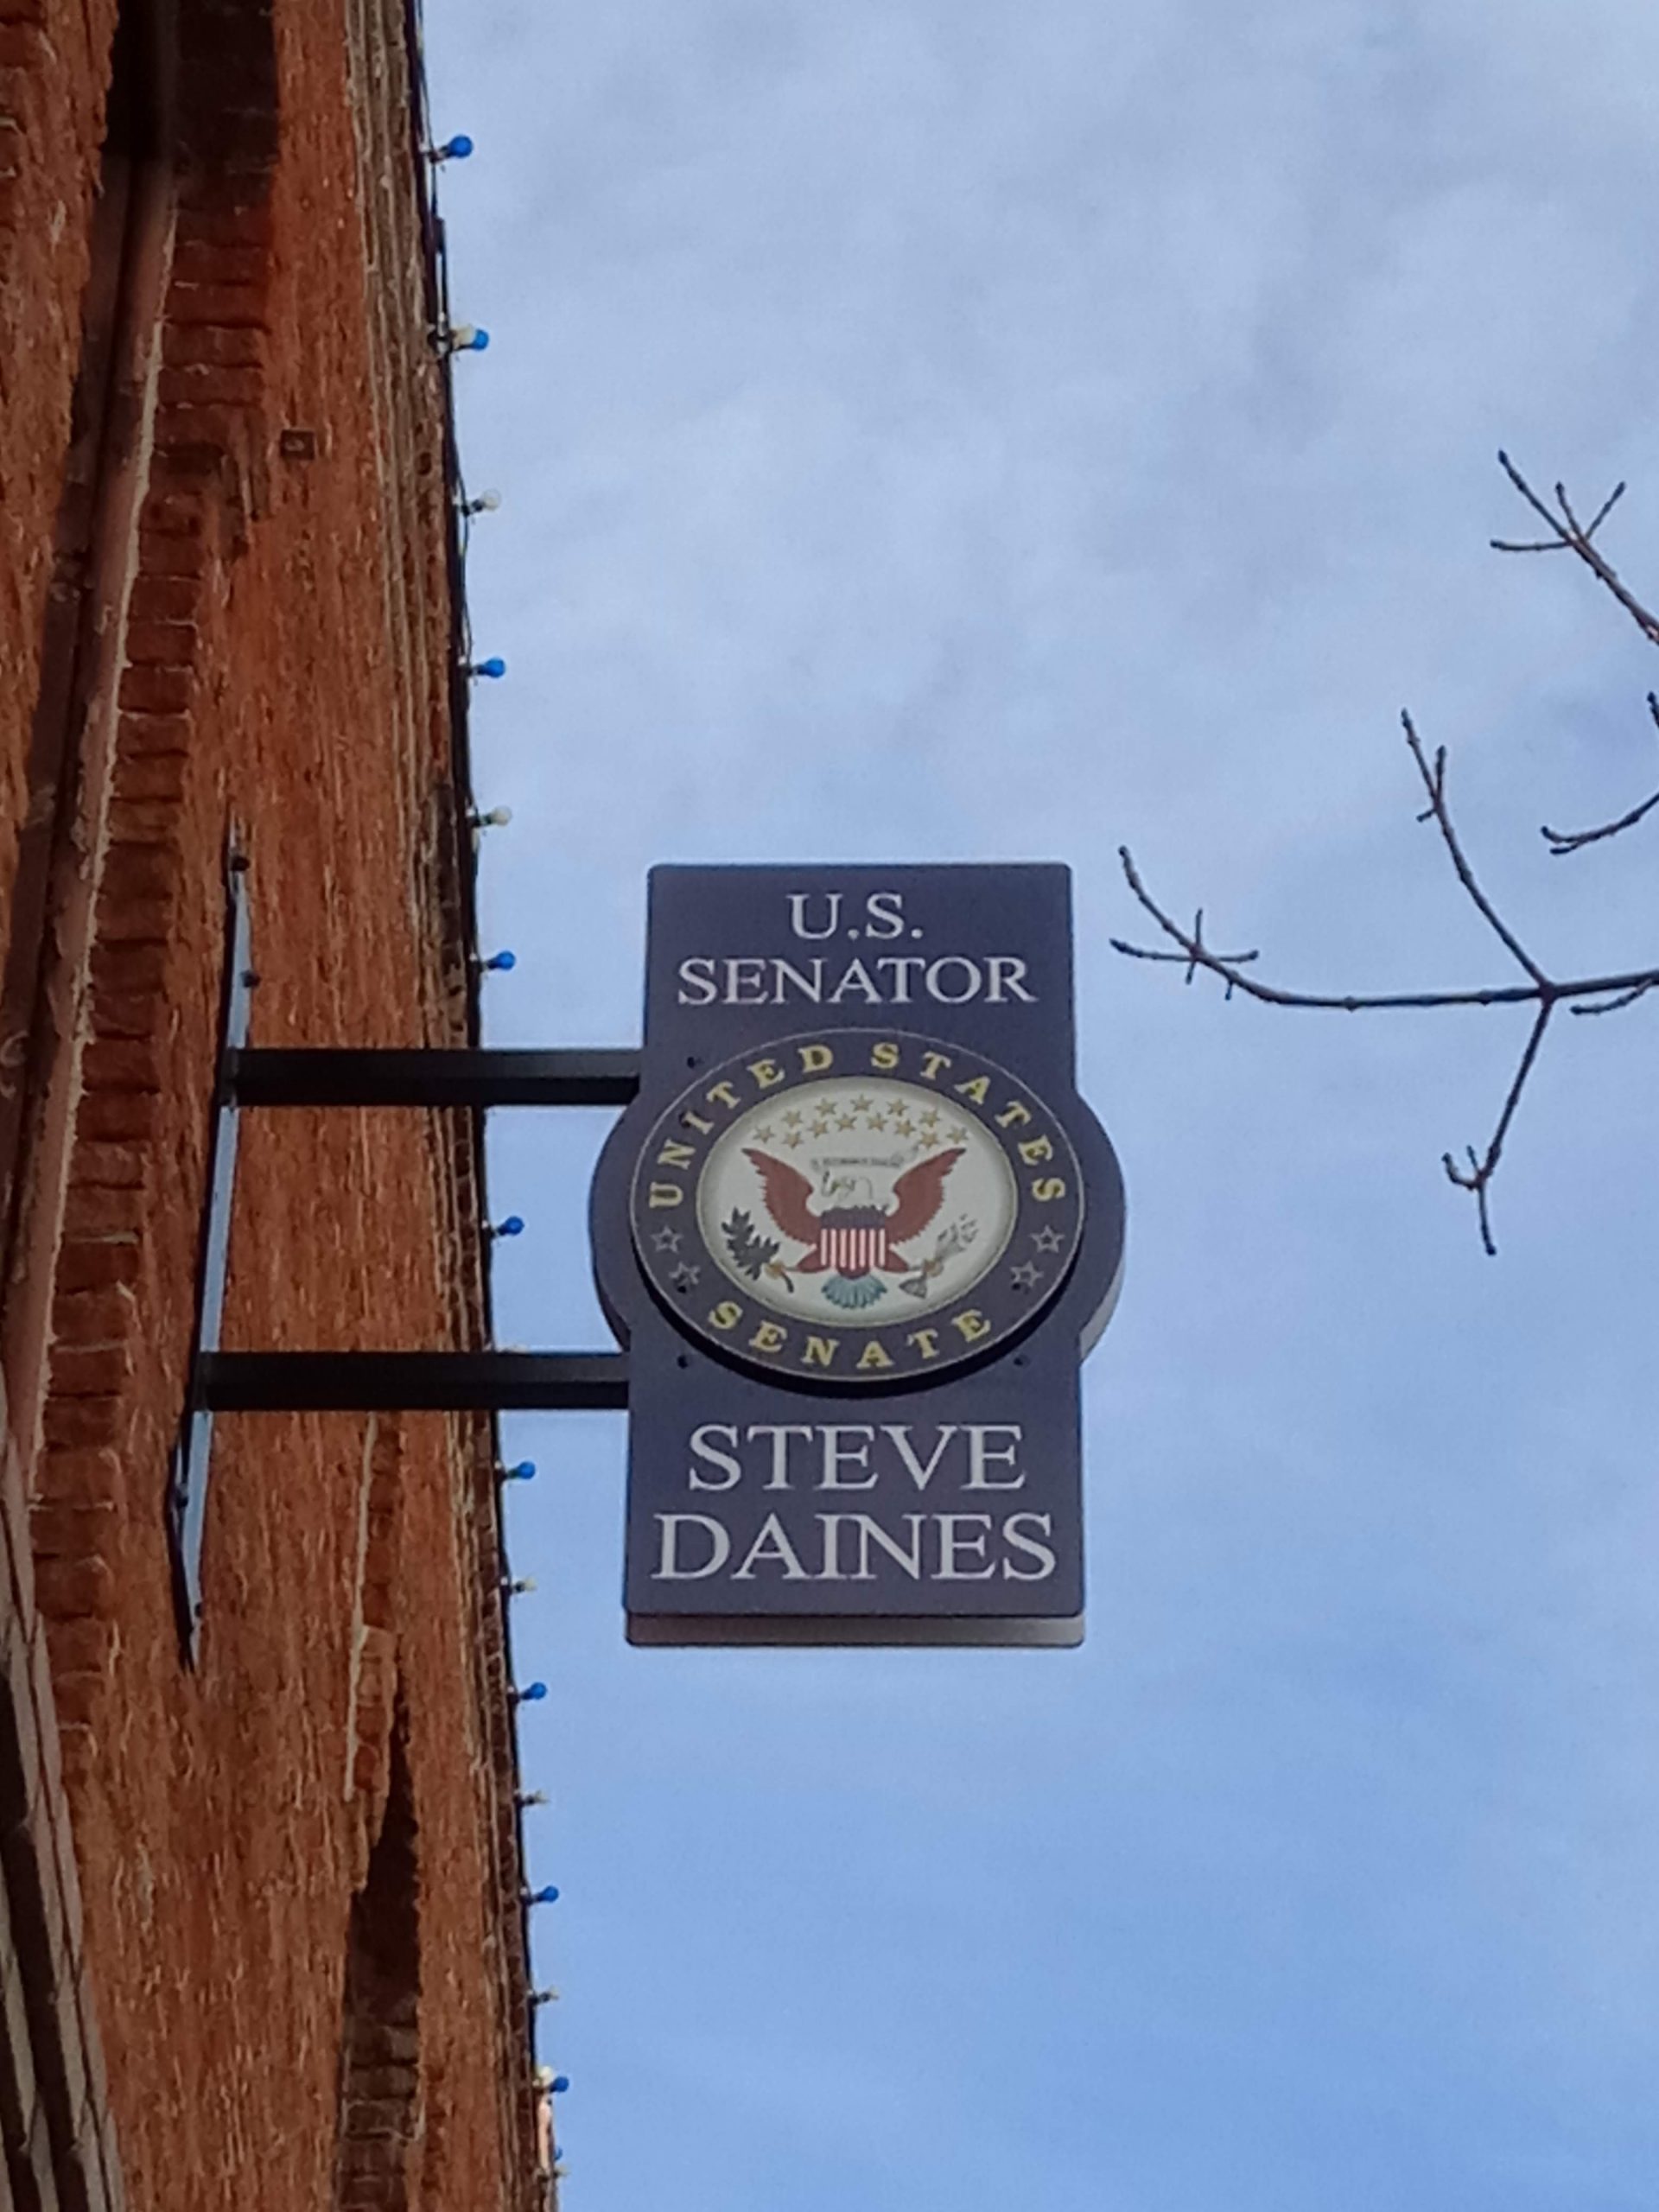 U.S.
SENATOR
UNITED STATES
SENATE
STEVE
DAINES